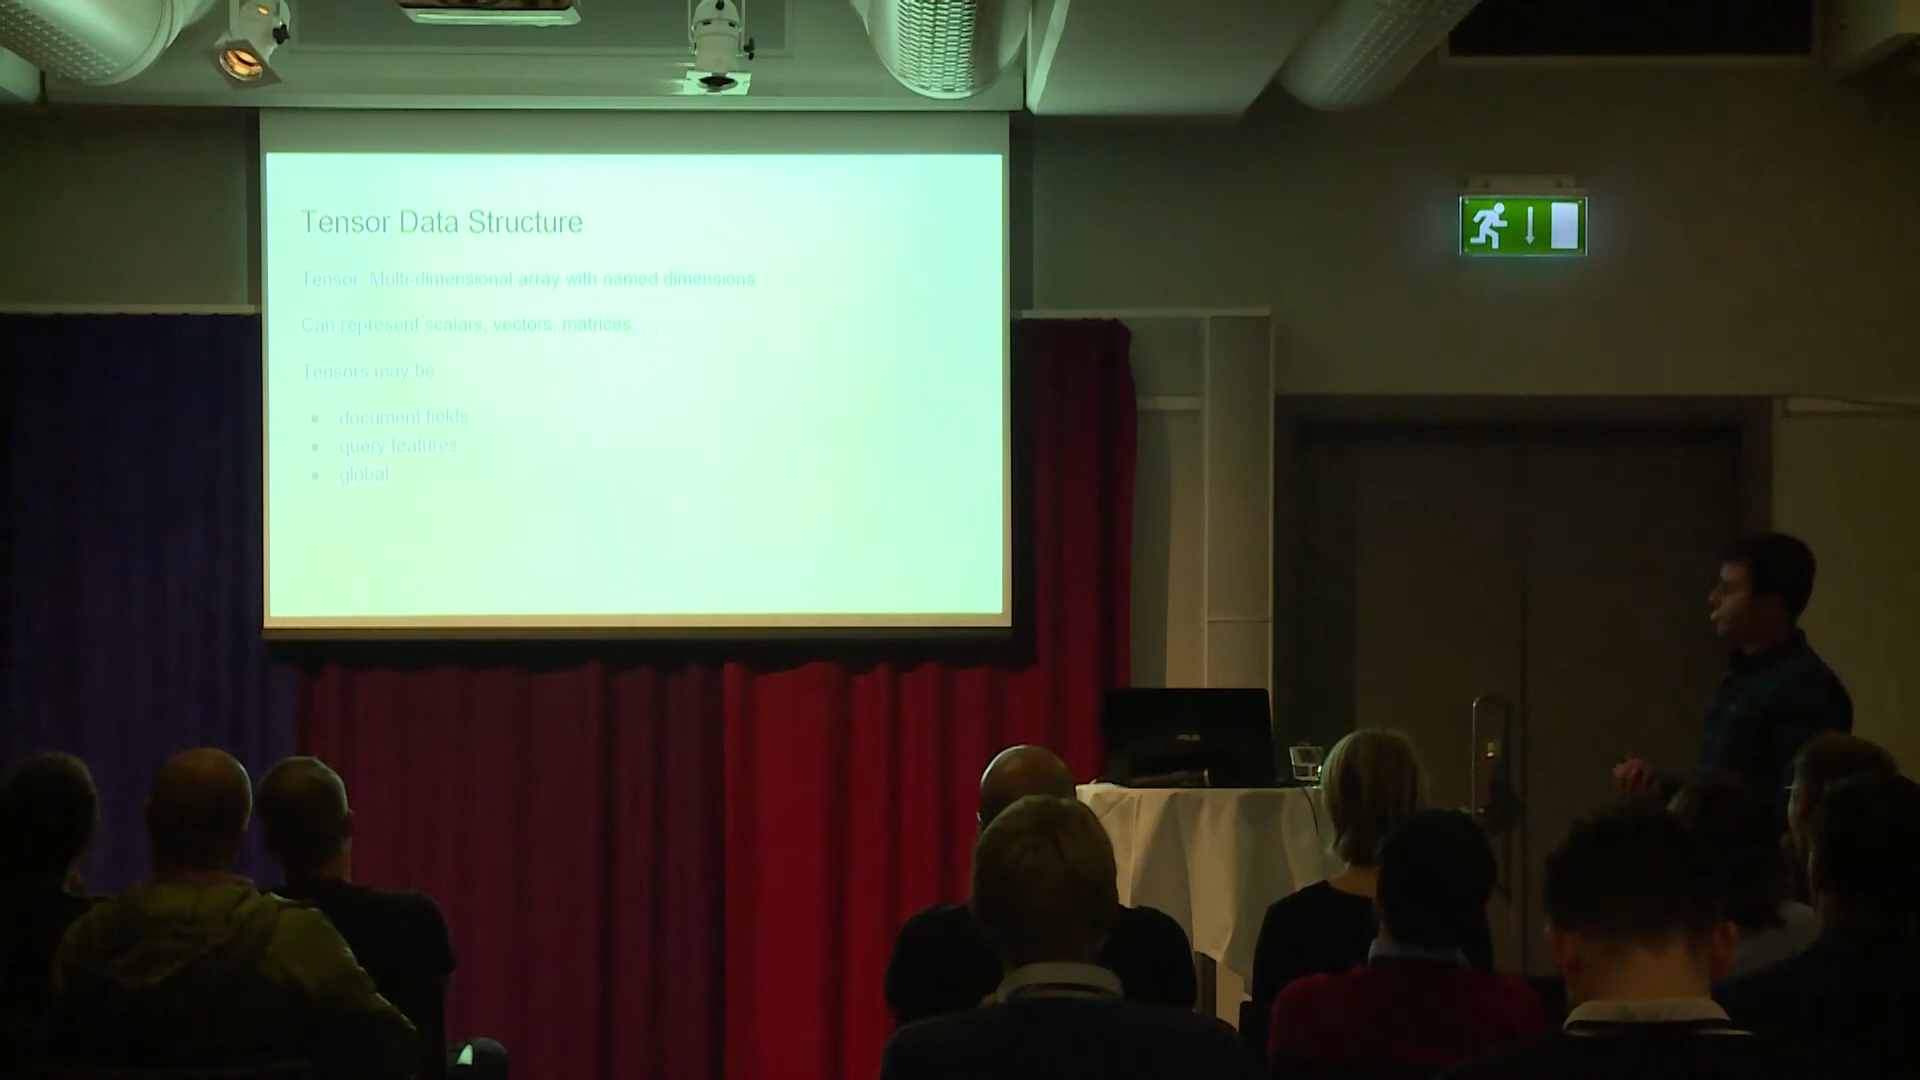 Tensor Data Structure
Tensor: Multi-dimensional array with named dimensions
Can represent scalars, vectors, matrices, ...
Tensors may be
• document fields
• query features
• global